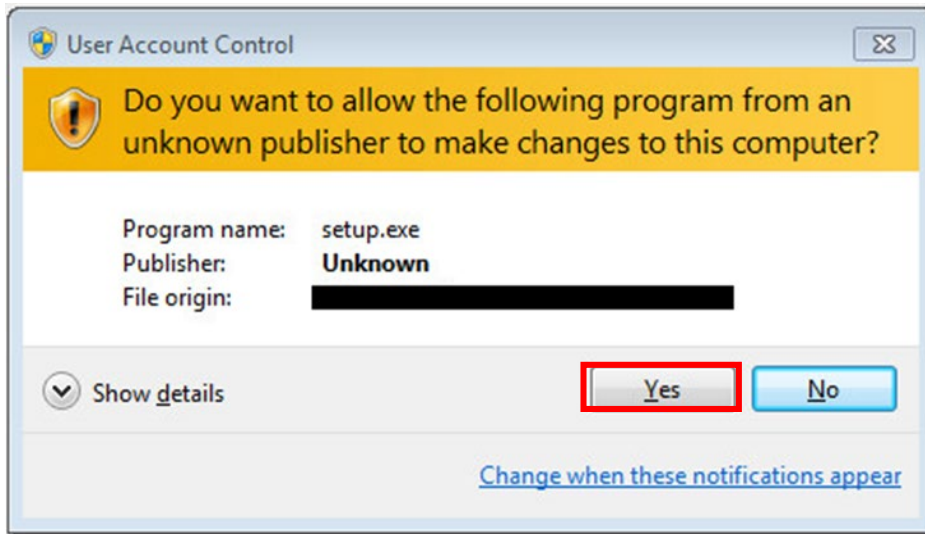 User Account Control
Do you want to allow the following program from an
unknown publisher to make changes to this computer?
Program name: setup.exe
Publisher: Unknown
File origin:
Show details
Yes
No
Change when these notifications appear